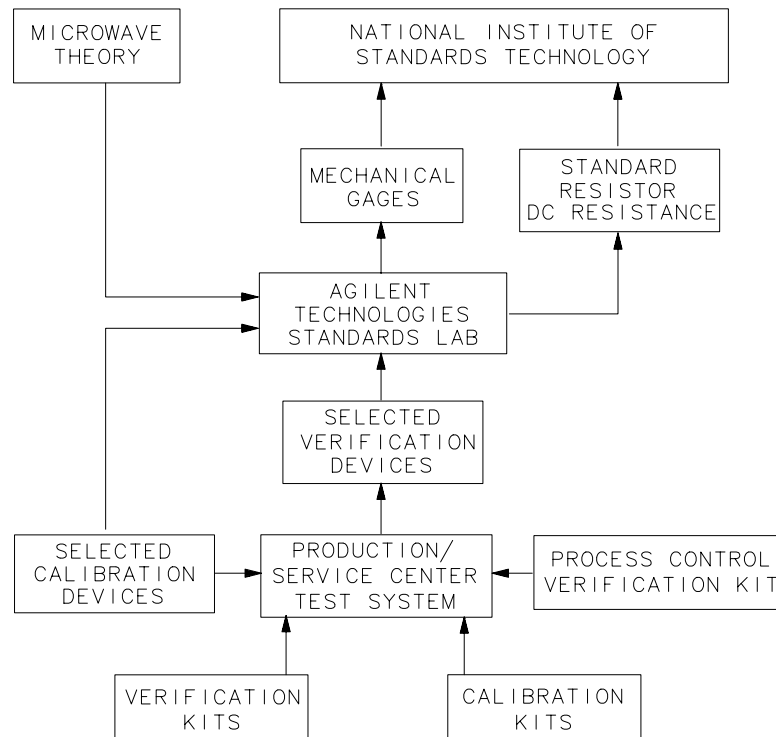 MICROWAVE
THEORY
NATIONAL INSTITUTE OF
STANDARDS TECHNOLOGY
MECHANICAL
GAGES
STANDARD
RESISTOR
DC RESISTANCE
AGILENT
TECHNOLOGIES
STANDARDS LAB
SELECTED
VERIFICATION
DEVICES
SELECTED
CALIBRATION
DEVICES
PRODUCTION/
SERVICE CENTER
TEST SYSTEM
PROCESS CONTROL
VERIFICATION KIT
VERIFICATION
KITS
CALIBRATION
KITS